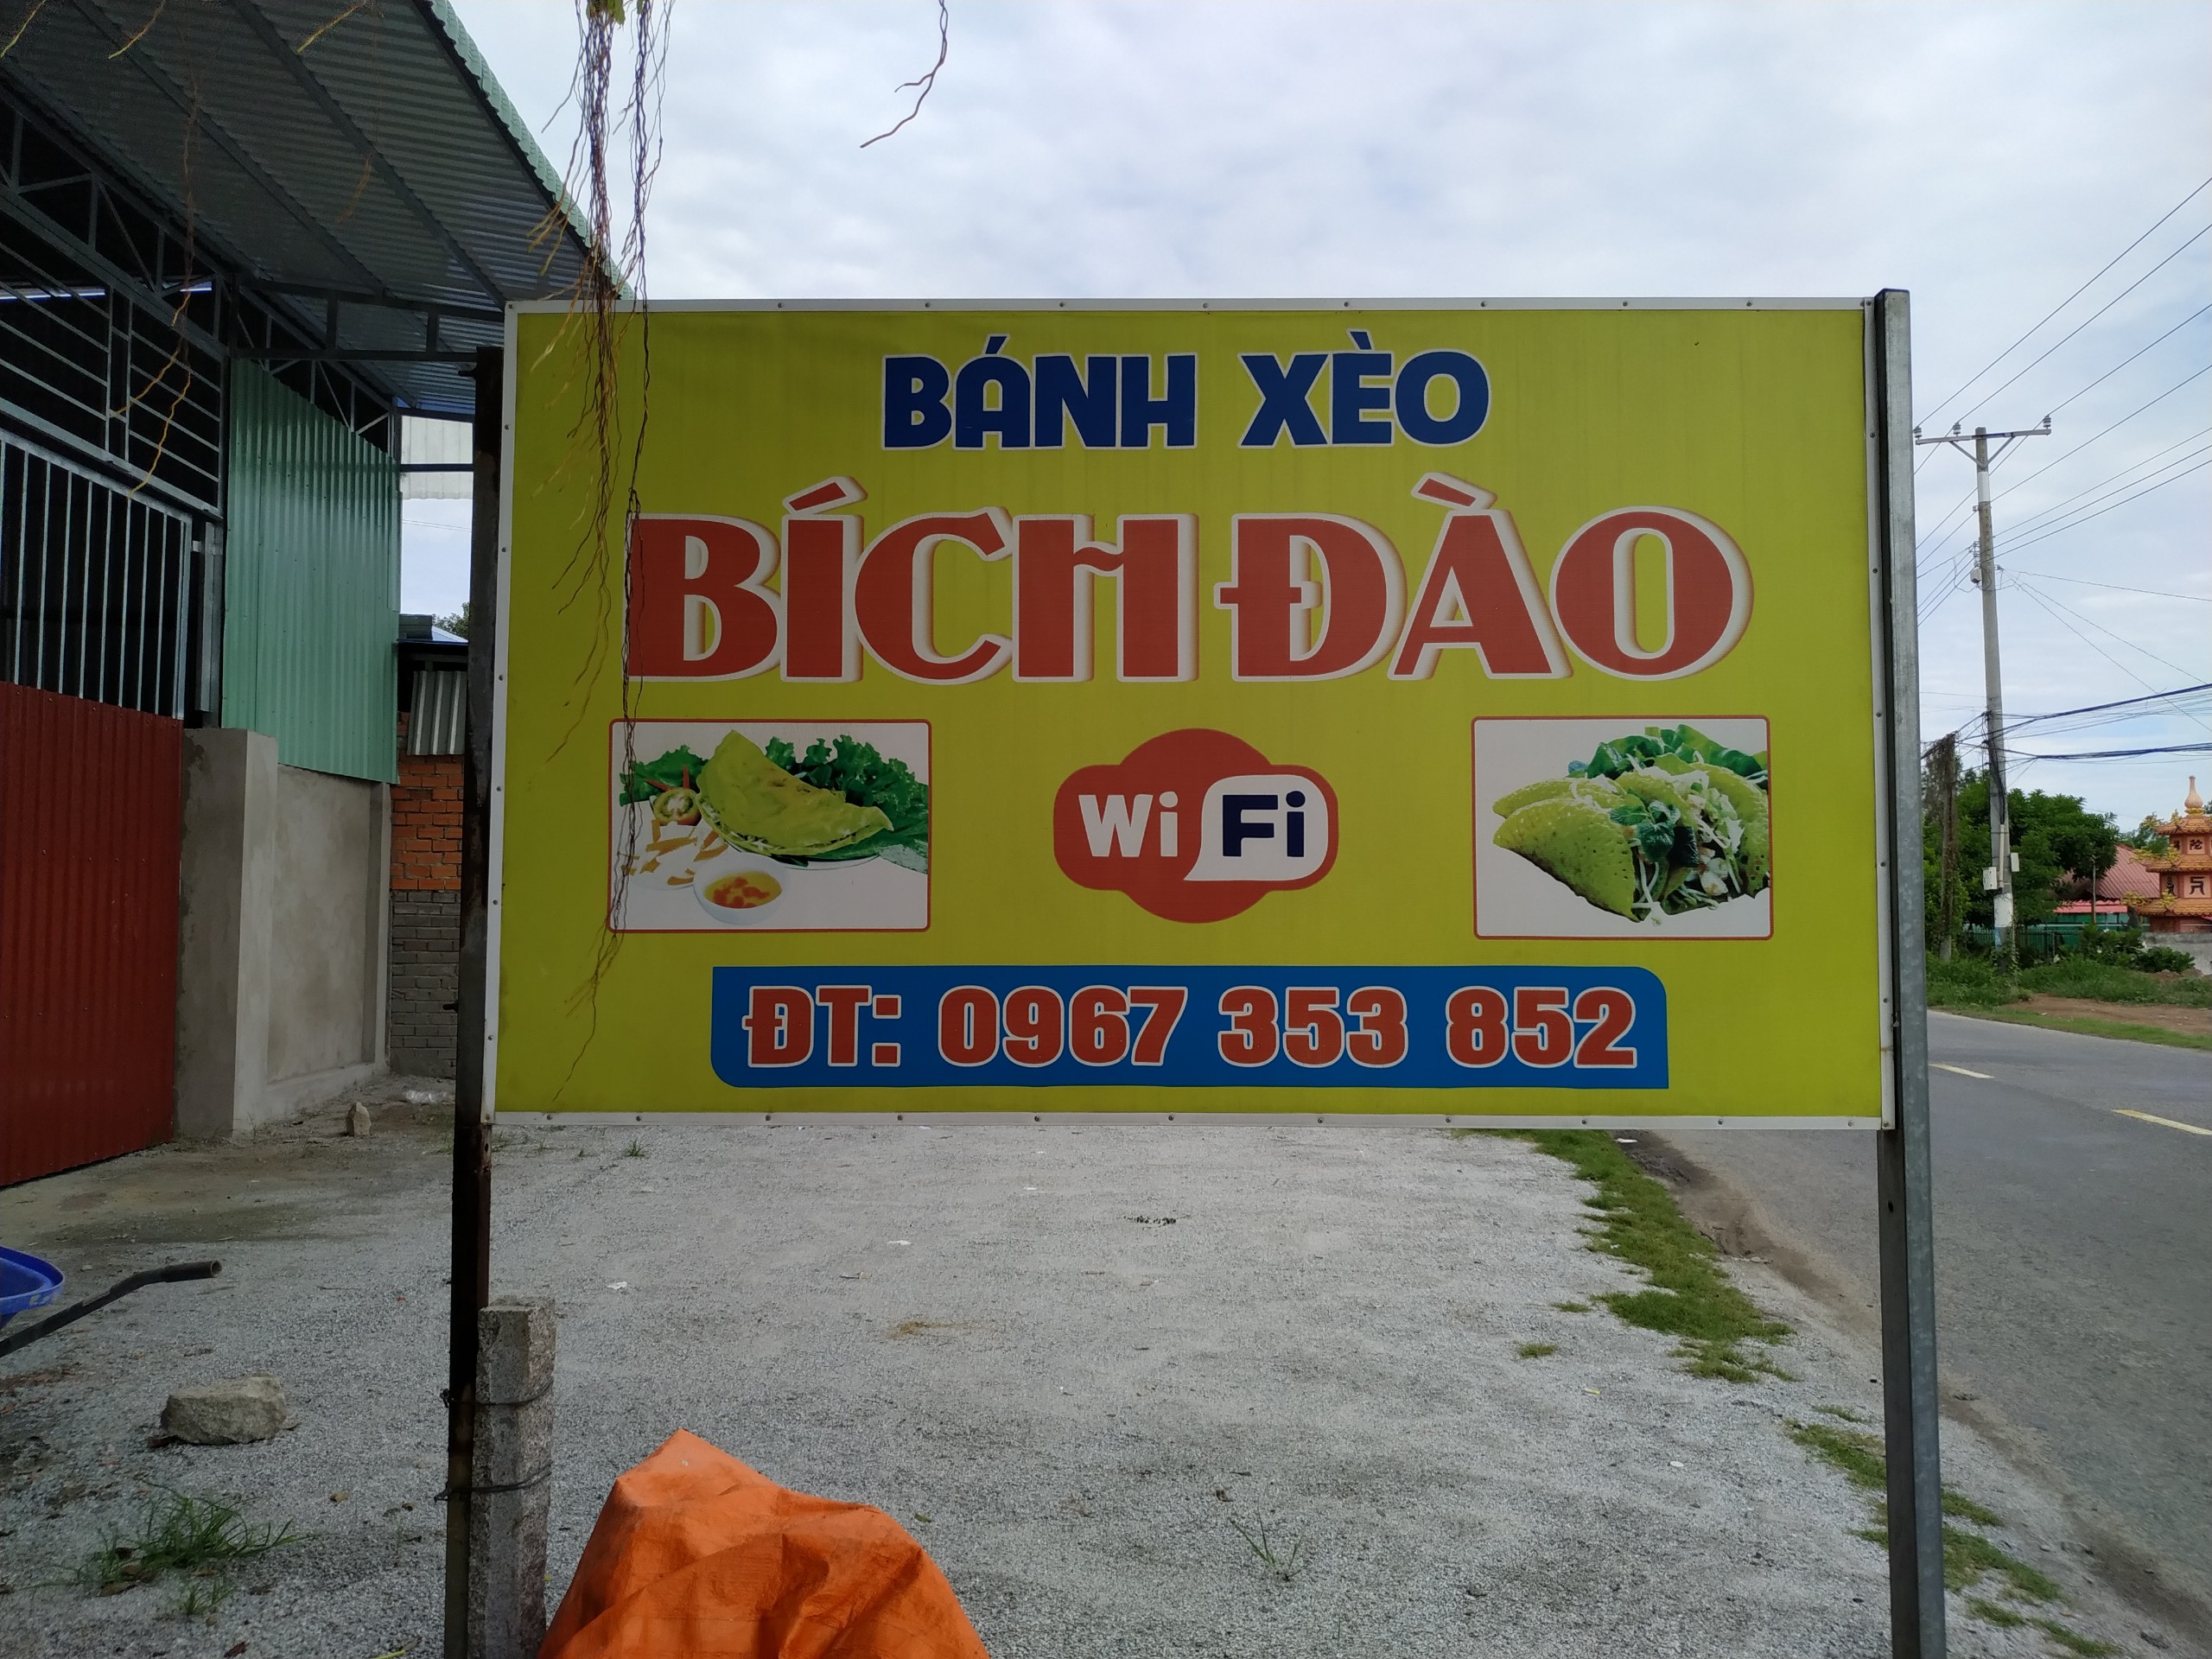 BÁNH XÈO
BÍCH ĐÀO
Wi Fi
ĐT: 0967 353 852